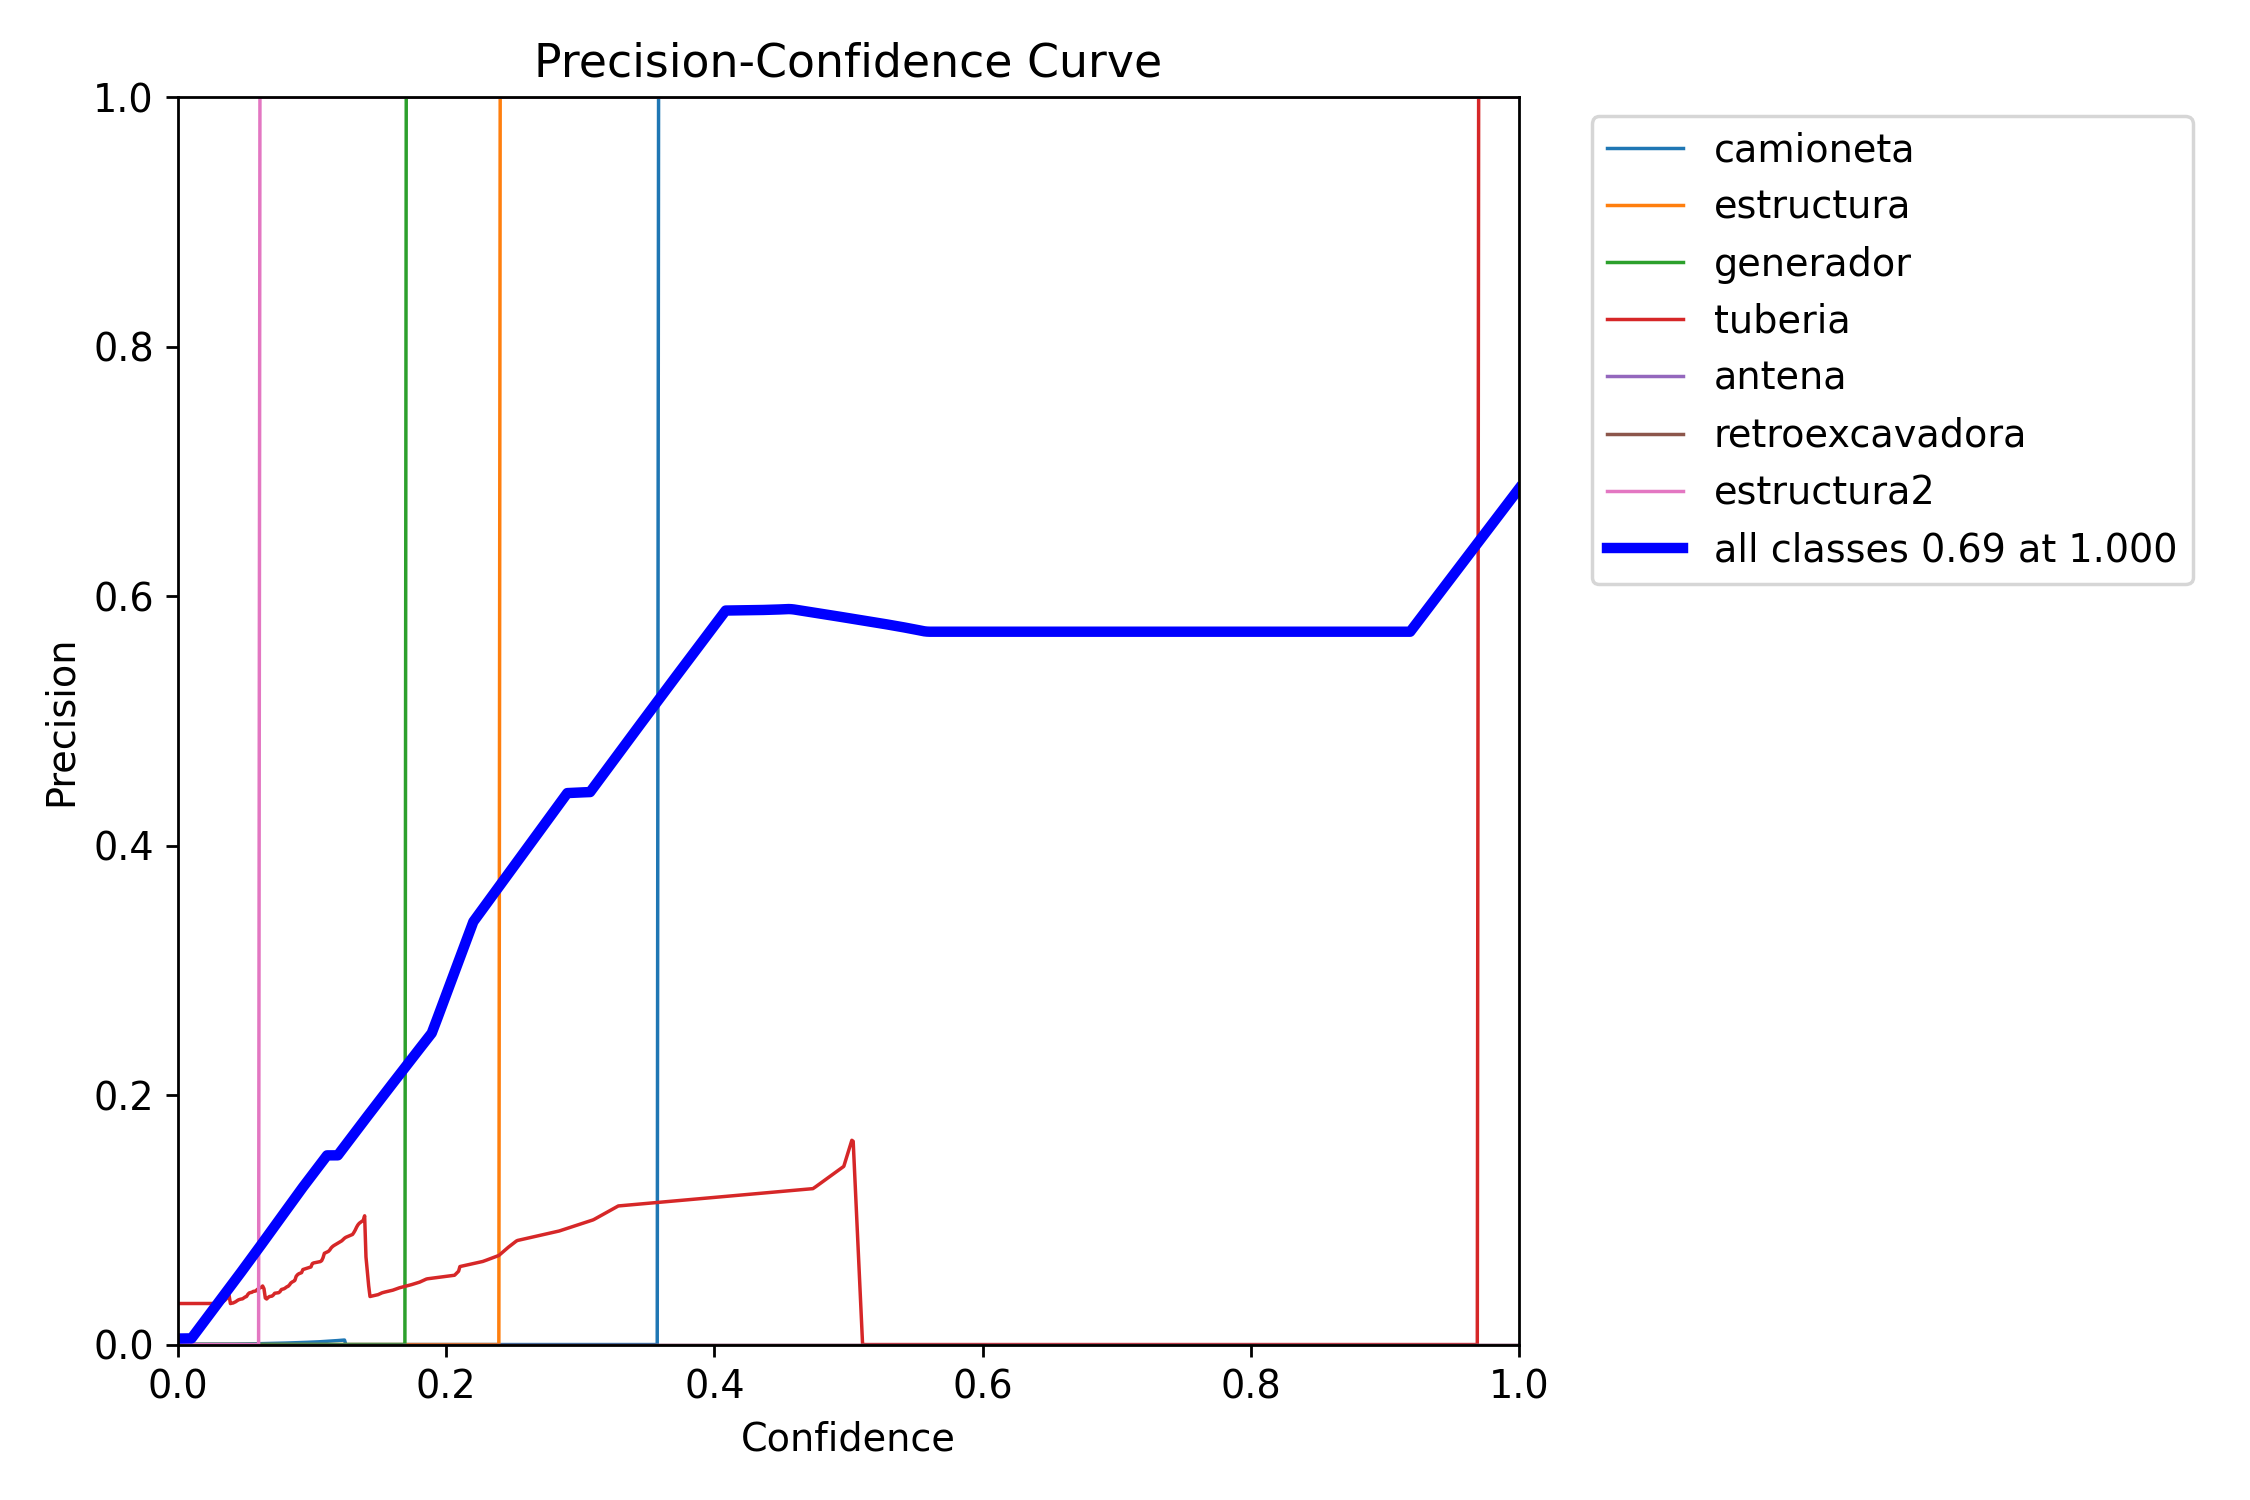 Precision-Confidence Curve
1.0
0.8
0.6
0.4
0.2
0.0
Precision
0.0 0.2 0.4 0.6 0.8 1.0
Confidence
camioneta
estructura
generador
tuberia
antena
retroexcavadora
estructura2
all classes 0.69 at 1.000